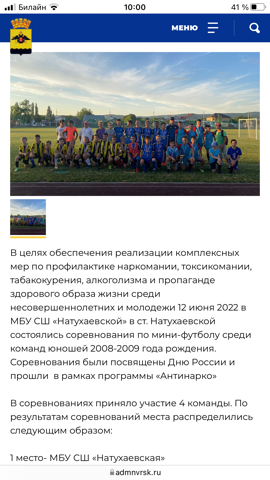 Билайн
10:00
41 %
МЕНЮ
В целях обеспечения реализации комплексных
мер по профилактике наркомании, токсикомании,
табакокурения, алкоголизма и пропаганде
здорового образа жизни среди
несовершеннолетних и молодежи 12 июня 2022 в
МБУ СШ «Натухаевской» в ст. Натухаевской
состоялись соревнования по мини-футболу среди
команд юношей 2008-2009 года рождения.
Соревнования были посвящены Дню России и
прошли в рамках программы «Антинарко»
В соревнованиях приняло участие 4 команды. По
результатам соревнований места распределились
следующим образом:
1 место- МБУ СШ «Натухаевская»
admnvrsk.ru